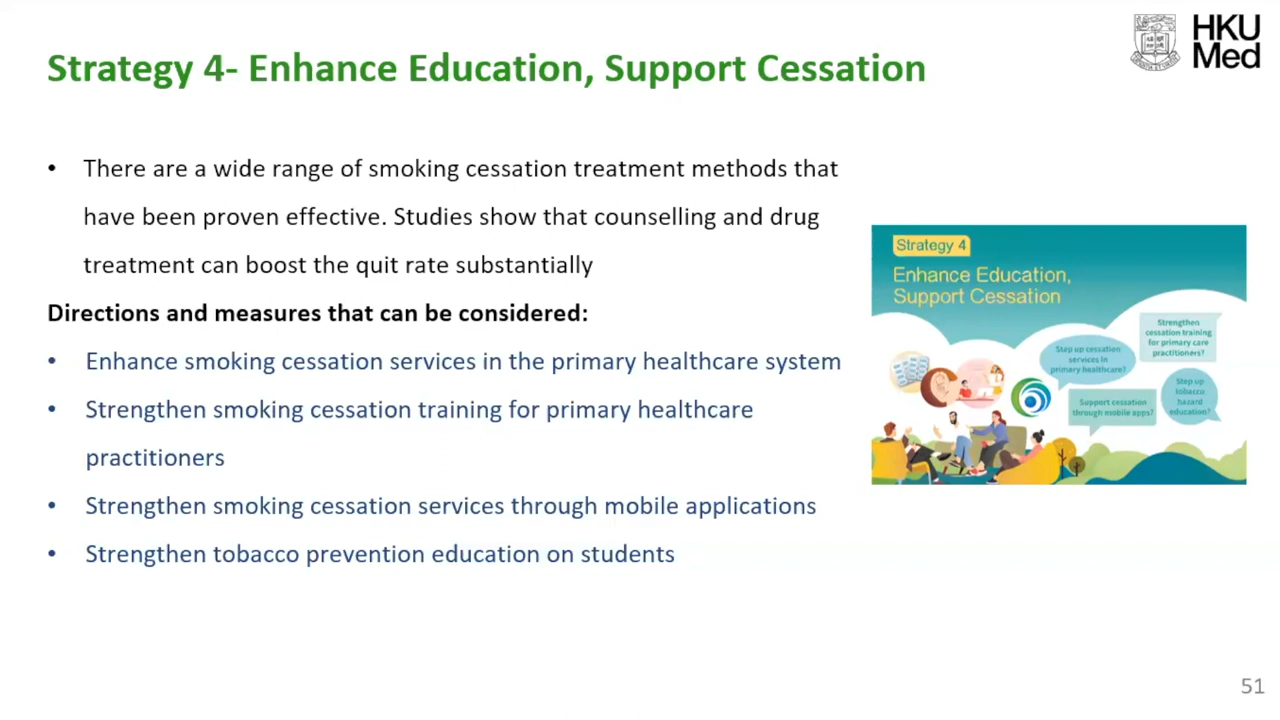 HKU
Med
Strategy 4- Enhance Education, Support Cessation
• There are a wide range of smoking cessation treatment methods that
have been proven effective. Studies show that counselling and drug
treatment can boost the quit rate substantially
Directions and measures that can be considered:
• Enhance smoking cessation services in the primary healthcare system
• Strengthen smoking cessation training for primary healthcare
practitioners
• Strengthen smoking cessation services through mobile applications
• Strengthen tobacco prevention education on students
Strategy 4
Enhance Education,
Support Cessation
Strengthen
cessation training
for primary care
practitioners?
Step up cessation
services in
primary healthcare?
Step up
tobacco
hazard
education?
Support cessation
through mobile apps?
51